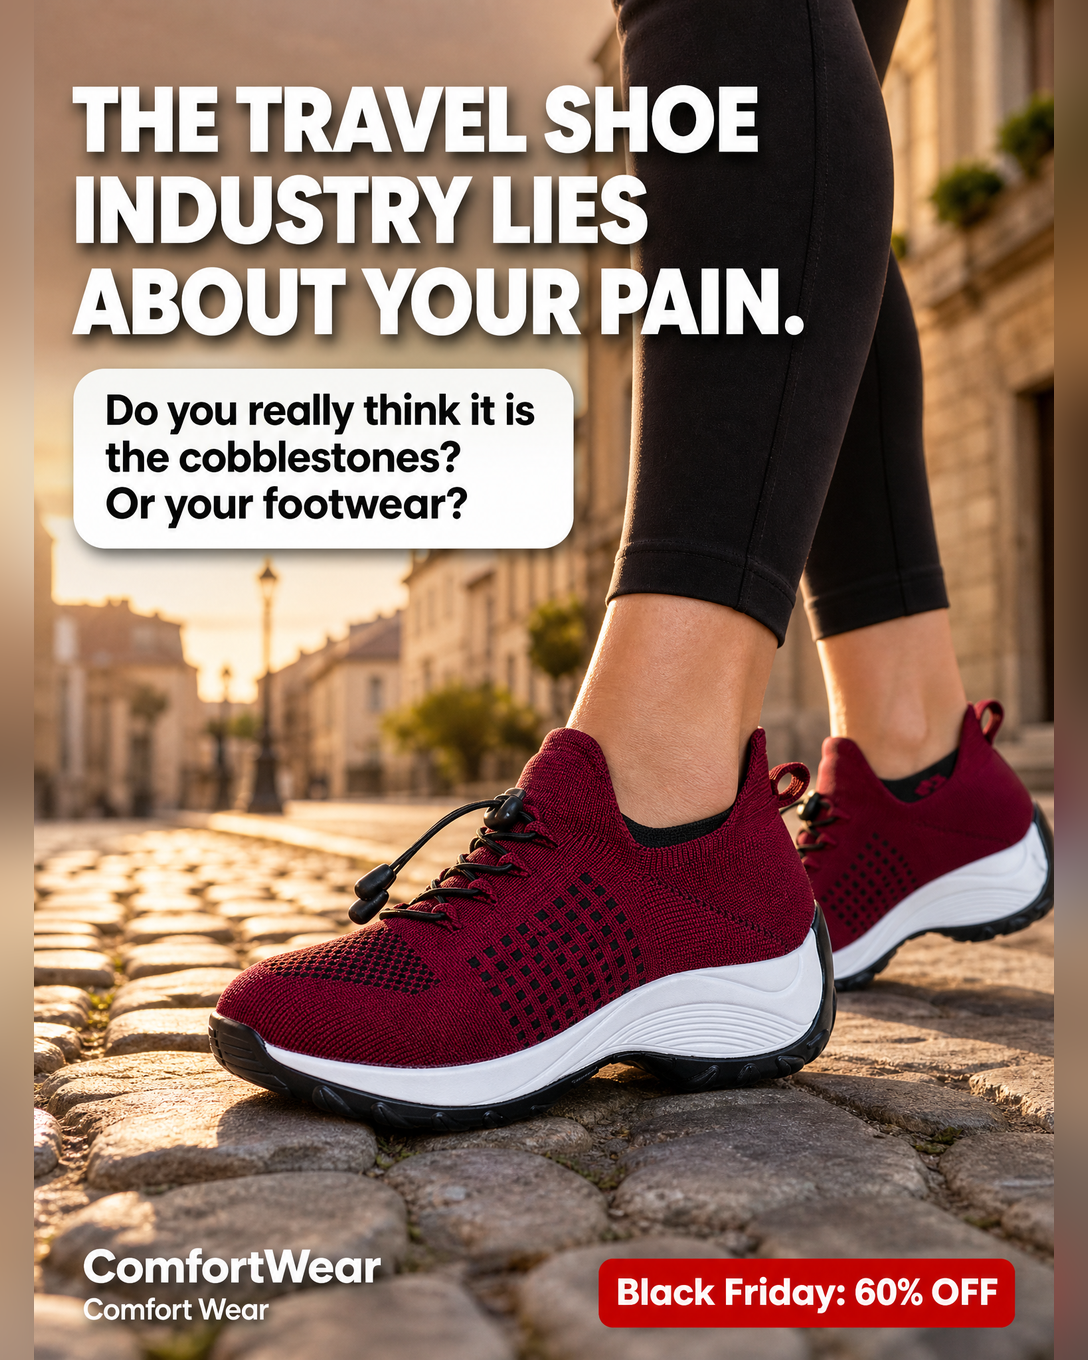 THE TRAVEL SHOE
INDUSTRY LIES
ABOUT YOUR PAIN.
Do you really think it is
the cobblestones?
Or your footwear?
ComfortWear
Comfort Wear
Black Friday: 60% OFF